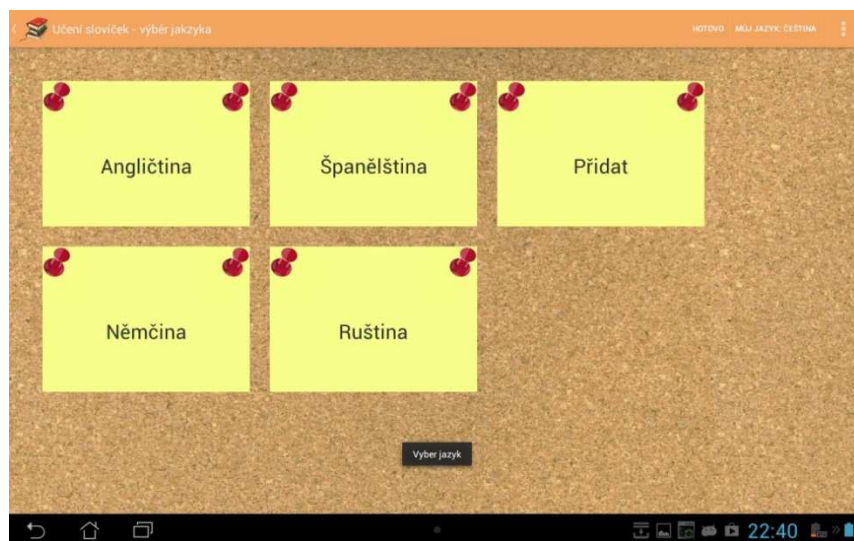 Učení slovíček - výběr jakzyka
HOTOVO MŮJ JAZYK: ČEŠTINA
Angličtina
Španělština
Přidat
Němčina
Ruština
Vyber jazyk
22:40